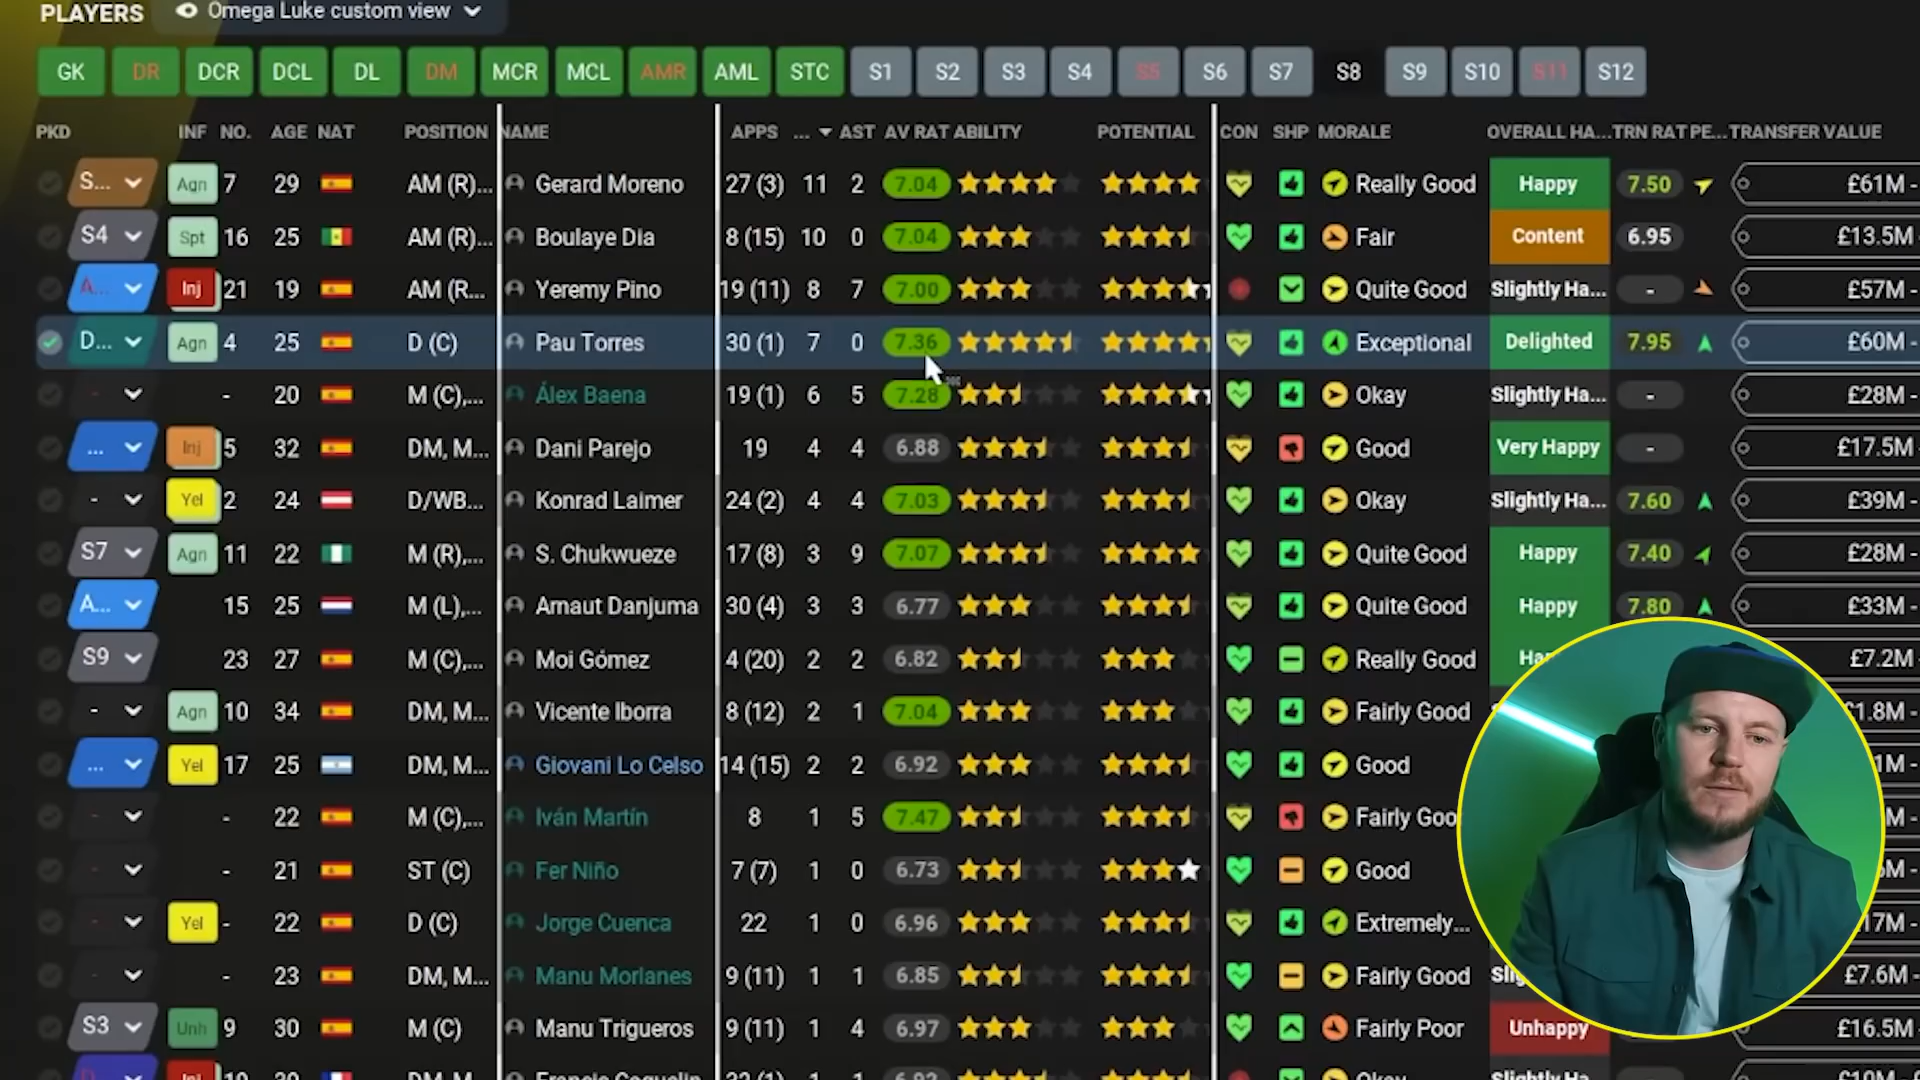 PLAYERS Omega Luke custom view
GK DR DCR DCL DL DM MCR MCL AMR AML STC S1 S2 S3 S4 S5 S6 S7 S8 S9 S10 S11 S12
PKD INF NO. AGE NAT POSITION NAME APPS ... AST AV RAT ABILITY POTENTIAL CON SHP MORALE OVERALL HA... TRN RAT PE... TRANSFER VALUE
S... Agn 7 29 AM (R)... Gerard Moreno 27 (3) 11 2 7.04 Really Good Happy 7.50 £61M -
S4 Spt 16 25 AM (R)... Boulaye Dia 8 (15) 10 0 7.04 Fair Content 6.95 £13.5M -
A... Inj 21 19 AM (R... Yeremy Pino 19 (11) 8 7 7.00 Quite Good Slightly Ha... - £57M -
D... Agn 4 25 D (C) Pau Torres 30 (1) 7 0 7.36 Exceptional Delighted 7.95 £60M -
- - 20 M (C),... Álex Baena 19 (1) 6 5 7.28 Okay Slightly Ha... - £28M -
... Inj 5 32 DM, M... Dani Parejo 19 4 4 6.88 Good Very Happy - £17.5M -
- Yel 2 24 D/WB... Konrad Laimer 24 (2) 4 4 7.03 Okay Slightly Ha... 7.60 £39M -
S7 Agn 11 22 M (R),... S. Chukwueze 17 (8) 3 9 7.07 Quite Good Happy 7.40 £28M -
A... 15 25 M (L),... Arnaut Danjuma 30 (4) 3 3 6.77 Quite Good Happy 7.80 £33M -
S9 23 27 M (C),... Moi Gómez 4 (20) 2 2 6.82 Really Good £7.2M -
- Agn 10 34 DM, M... Vicente Iborra 8 (12) 2 1 7.04 Fairly Good £1.8M -
... Yel 17 25 DM, M... Giovani Lo Celso 14 (15) 2 2 6.92 Good
- - 22 M (C),... Iván Martín 8 1 5 7.47 Fairly Goo
- - 21 ST (C) Fer Niño 7 (7) 1 0 6.73 Good
- Yel - 22 D (C) Jorge Cuenca 22 1 0 6.96 Extremely...
- - 23 DM, M... Manu Morlanes 9 (11) 1 1 6.85 Fairly Good £7.6M -
S3 Unh 9 30 M (C) Manu Trigueros 9 (11) 1 4 6.97 Fairly Poor Unhappy £16.5M -